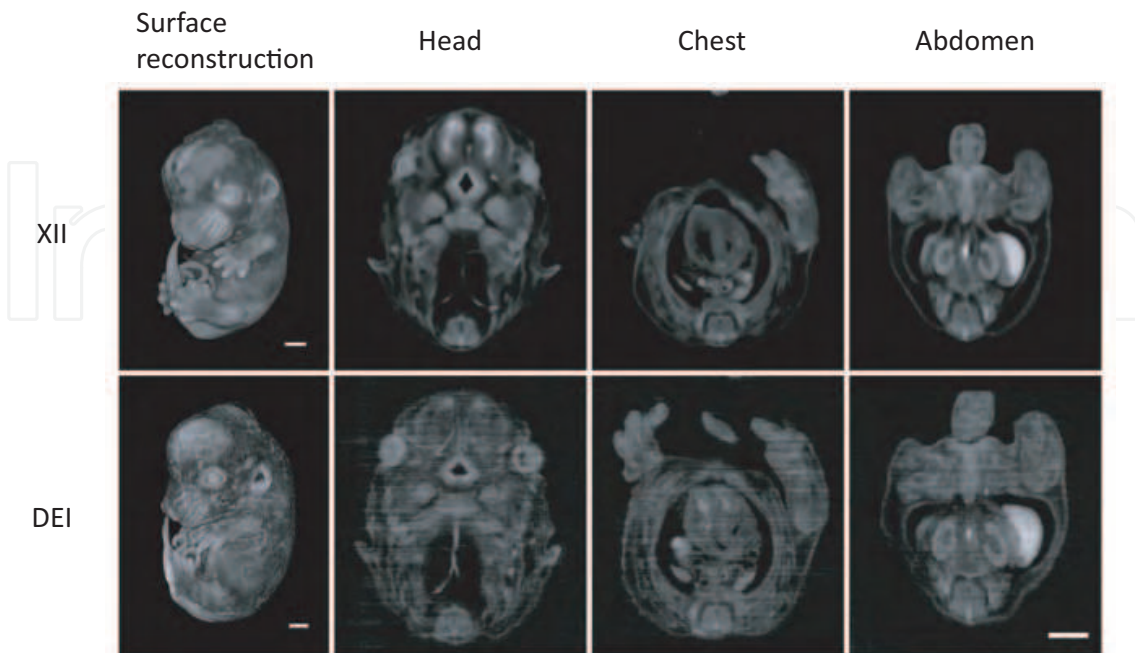 Surface
reconstruction
Head
Chest
Abdomen
XII
DEI